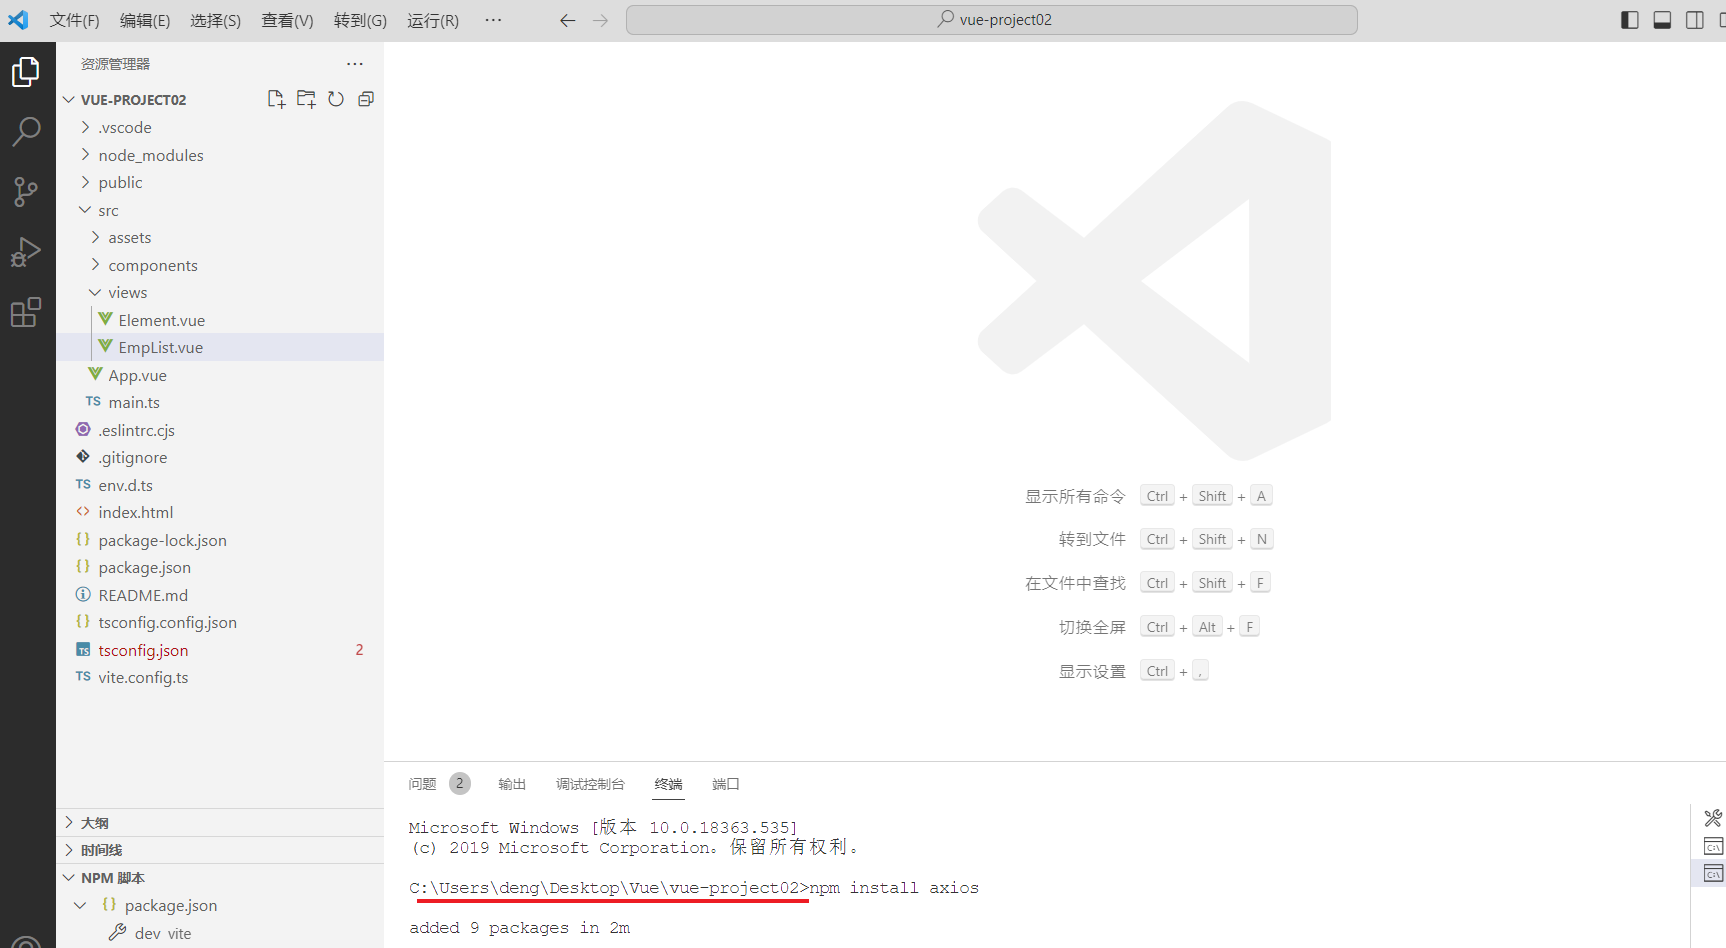 文件(F) 编辑(E) 选择(S) 查看(V) 转到(G) 运行(R) ··· vue-project02
资源管理器 ···
VUE-PROJECT02
.vscode
node_modules
public
src
assets
components
views
Element.vue
EmpList.vue
App.vue
TS main.ts
.eslintrc.cjs
.gitignore
TS env.d.ts
<> index.html
{} package-lock.json
{} package.json
README.md
{} tsconfig.config.json
TS tsconfig.json 2
TS vite.config.ts
大纲
时间线
NPM 脚本
{} package.json
dev vite
显示所有命令 Ctrl + Shift + A
转到文件 Ctrl + Shift + N
在文件中查找 Ctrl + Shift + F
切换全屏 Ctrl + Alt + F
显示设置 Ctrl + ,
问题 2 输出 调试控制台 终端 端口
Microsoft Windows [版本 10.0.18363.535]
(c) 2019 Microsoft Corporation。保留所有权利。
C:\Users\deng\Desktop\Vue\vue-project02>npm install axios
added 9 packages in 2m